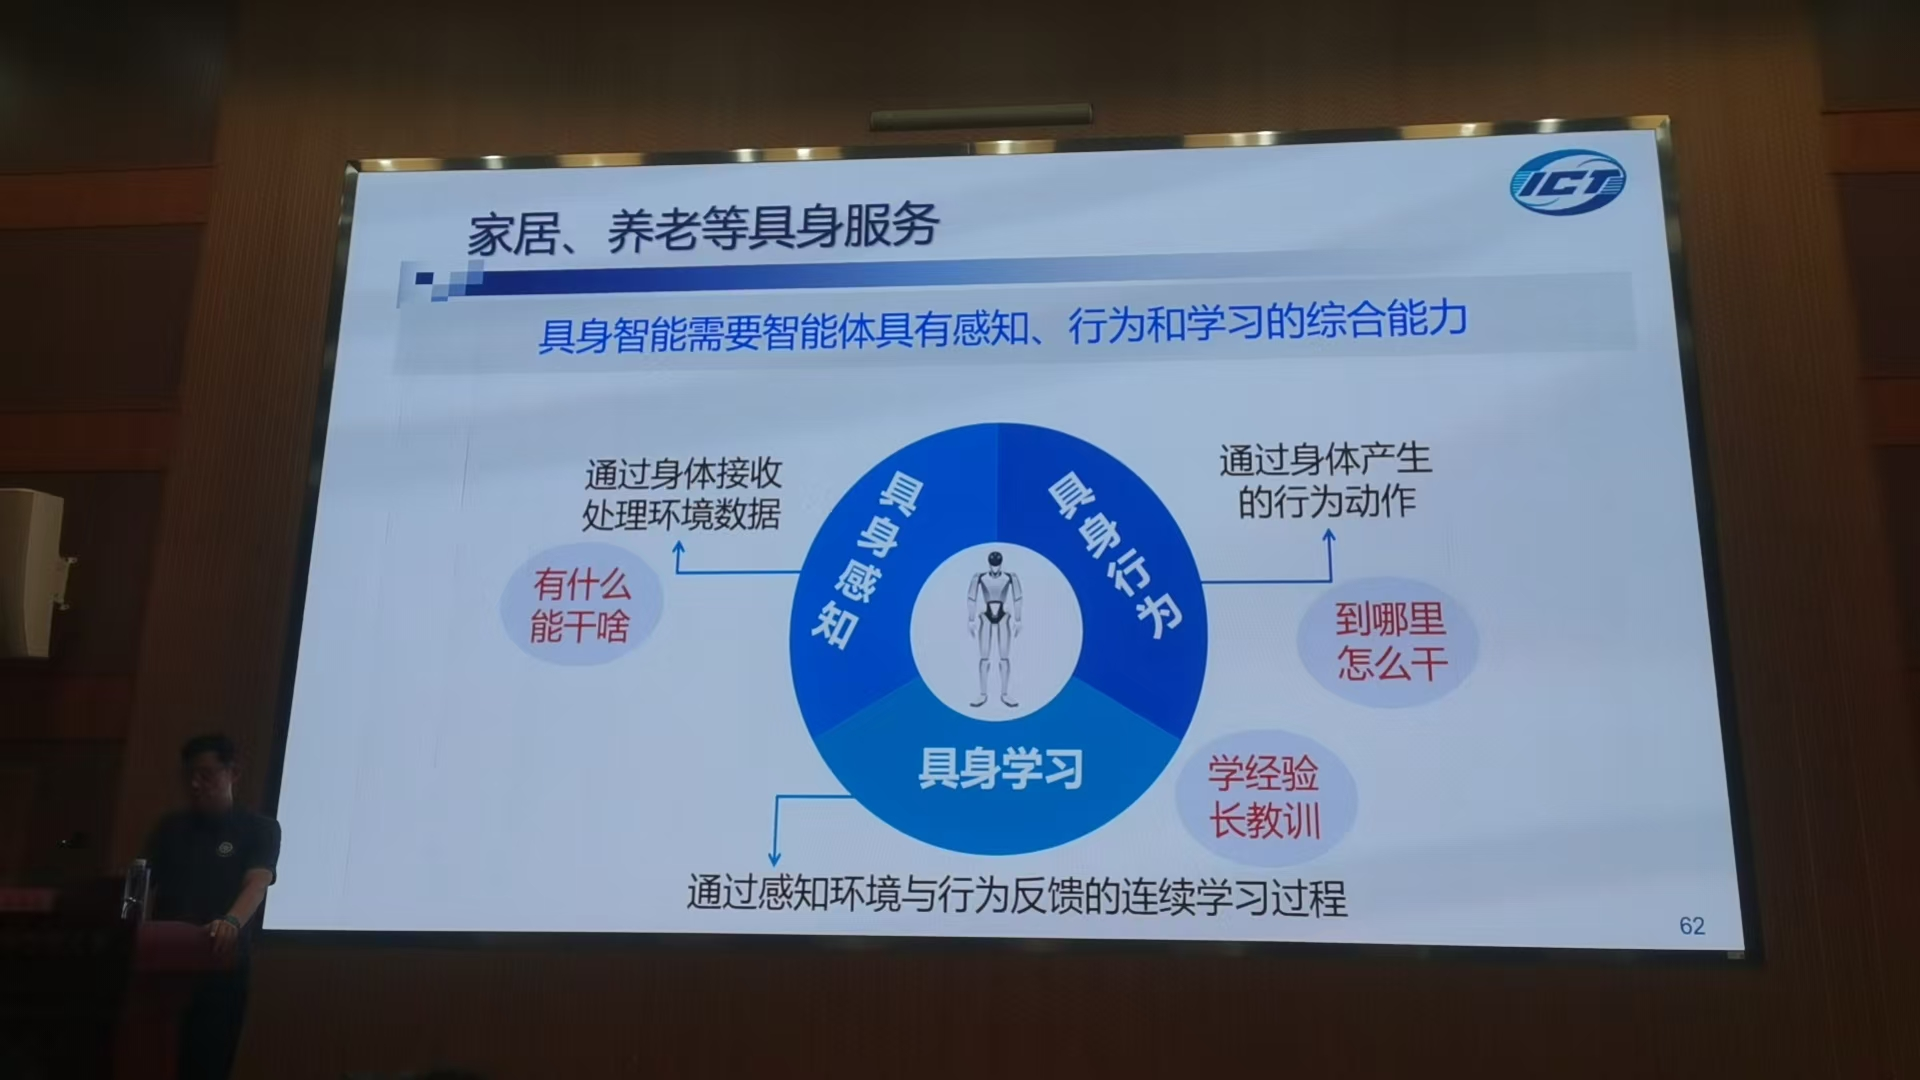 ICT
家居、养老等具身服务
具身智能需要智能体具有感知、行为和学习的综合能力
通过身体接收
处理环境数据
有什么
能干啥
具身感知
具身行为
通过身体产生
的行为动作
到哪里
怎么干
具身学习
学经验
长教训
通过感知环境与行为反馈的连续学习过程
62